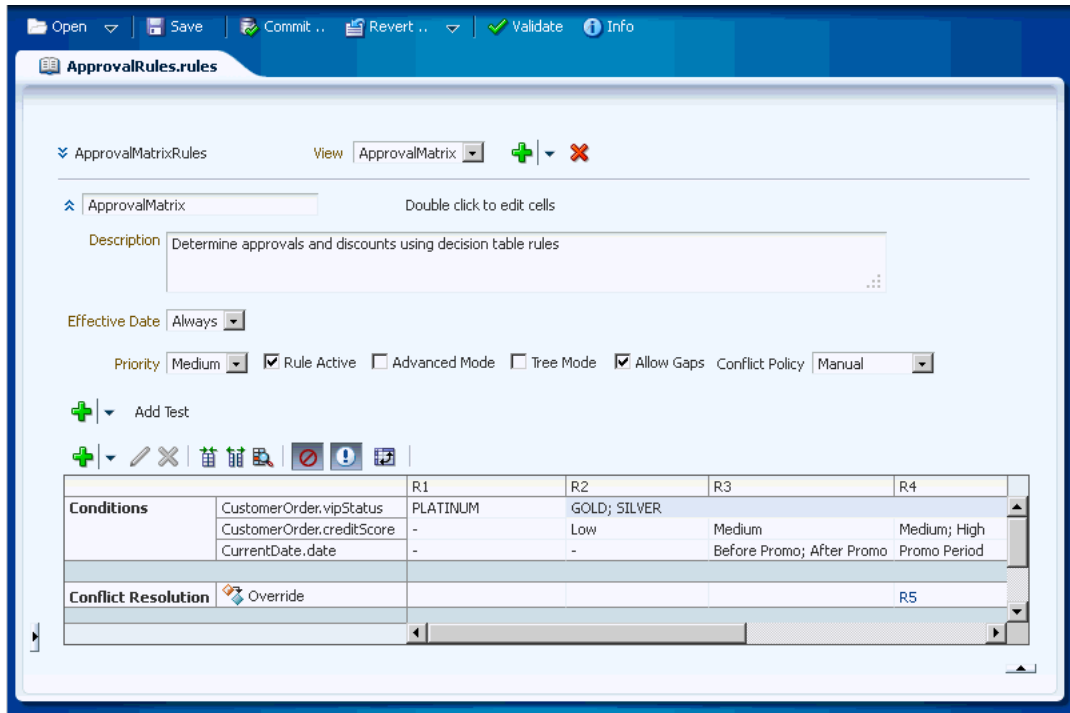 Open Save Commit .. Revert .. Validate Info
ApprovalRules.rules
ApprovalMatrixRules View ApprovalMatrix
ApprovalMatrix Double click to edit cells
Description Determine approvals and discounts using decision table rules
Effective Date Always
Priority Medium Rule Active Advanced Mode Tree Mode Allow Gaps Conflict Policy Manual
Add Test
R1 R2 R3 R4
Conditions CustomerOrder.vipStatus PLATINUM GOLD; SILVER
CustomerOrder.creditScore - Low Medium Medium; High
CurrentDate.date - - Before Promo; After Promo Promo Period
Conflict Resolution Override R5